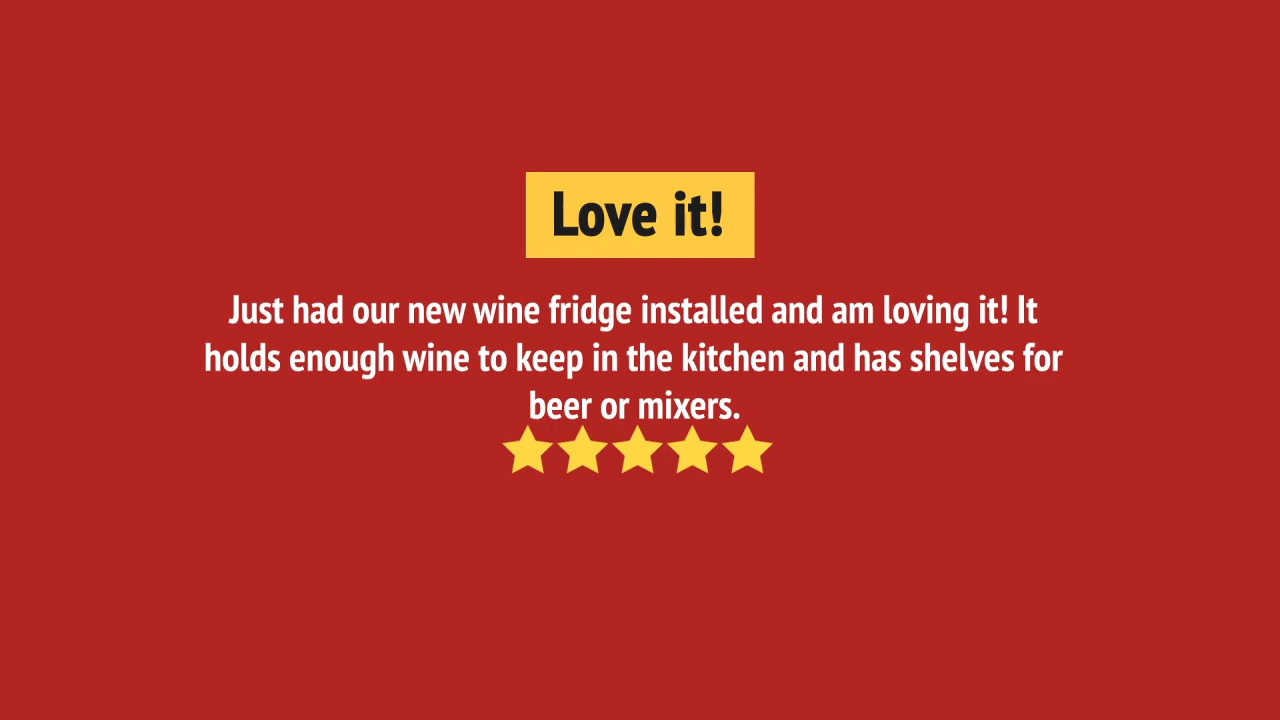 Love it!
Just had our new wine fridge installed and am loving it! It
holds enough wine to keep in the kitchen and has shelves for
beer or mixers.